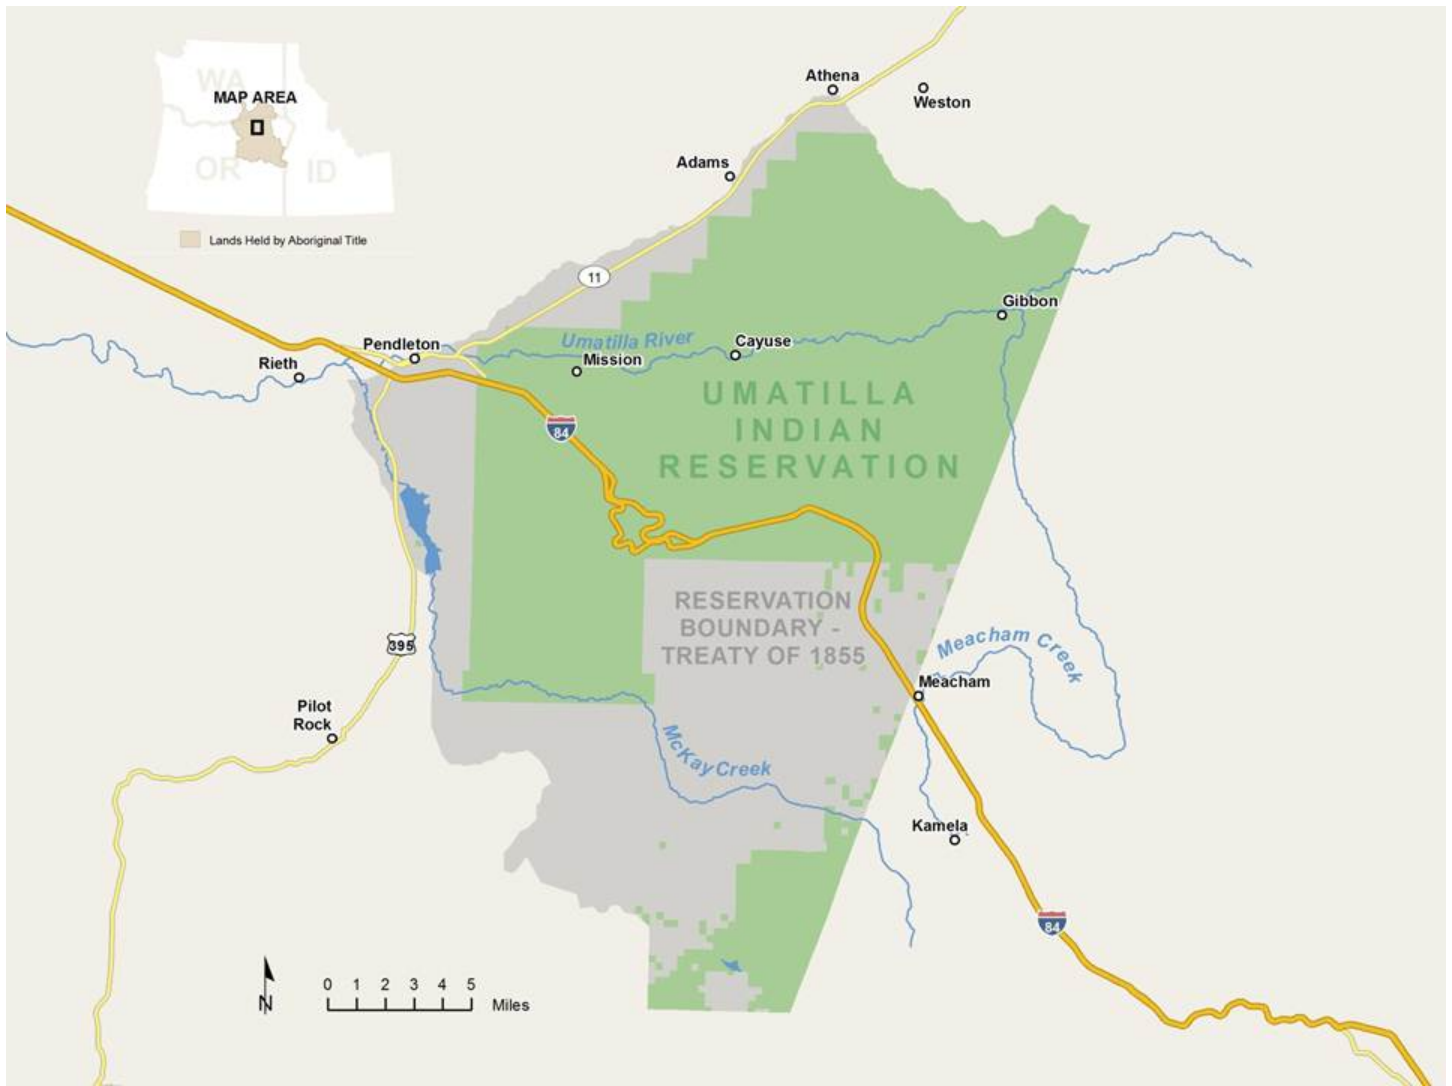 WA
MAP AREA
OR
ID
Lands Held by Aboriginal Title
Athena
Weston
Adams
11
Gibbon
Umatilla River
Cayuse
Pendleton
Mission
Rieth
UMATILLA
INDIAN
RESERVATION
84
RESERVATION
BOUNDARY -
TREATY OF 1855
395
Meacham Creek
Meacham
Pilot
Rock
McKay Creek
Kamela
84
N
0 1 2 3 4 5
Miles